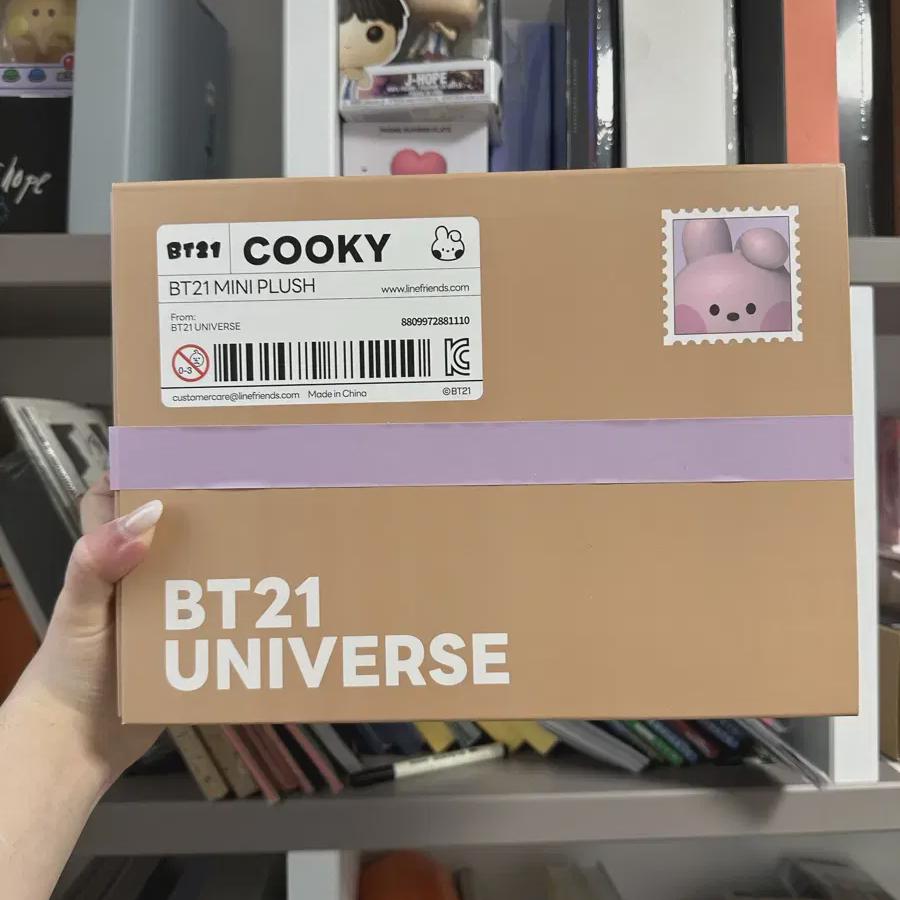 J-HOPE
hope
BT21 COOKY
BT21 MINI PLUSH www.linefriends.com
From:
BT21 UNIVERSE 8809972881110
0-3
customercare@linefriends.com Made in China ©BT21
BT21
UNIVERSE